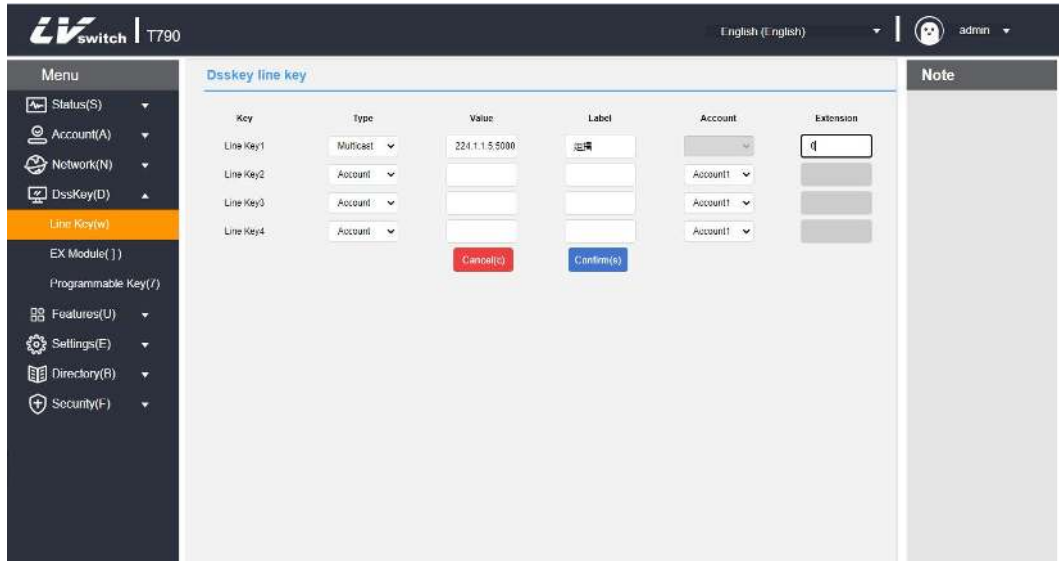 LVswitch | T790
English (English)
admin
Menu
Status(S)
Account(A)
Network(N)
DssKey(D)
Line Key(w)
EX Module(])
Programmable Key(7)
Features(U)
Settings(E)
Directory(B)
Security(F)
Dsskey line key
Key Type Value Label Account Extension
Line Key1 Multicast 224.1.1.5:5000 0
Line Key2 Account Account1
Line Key3 Account Account1
Line Key4 Account Account1
Cancel(c) Confirm(s)
Note